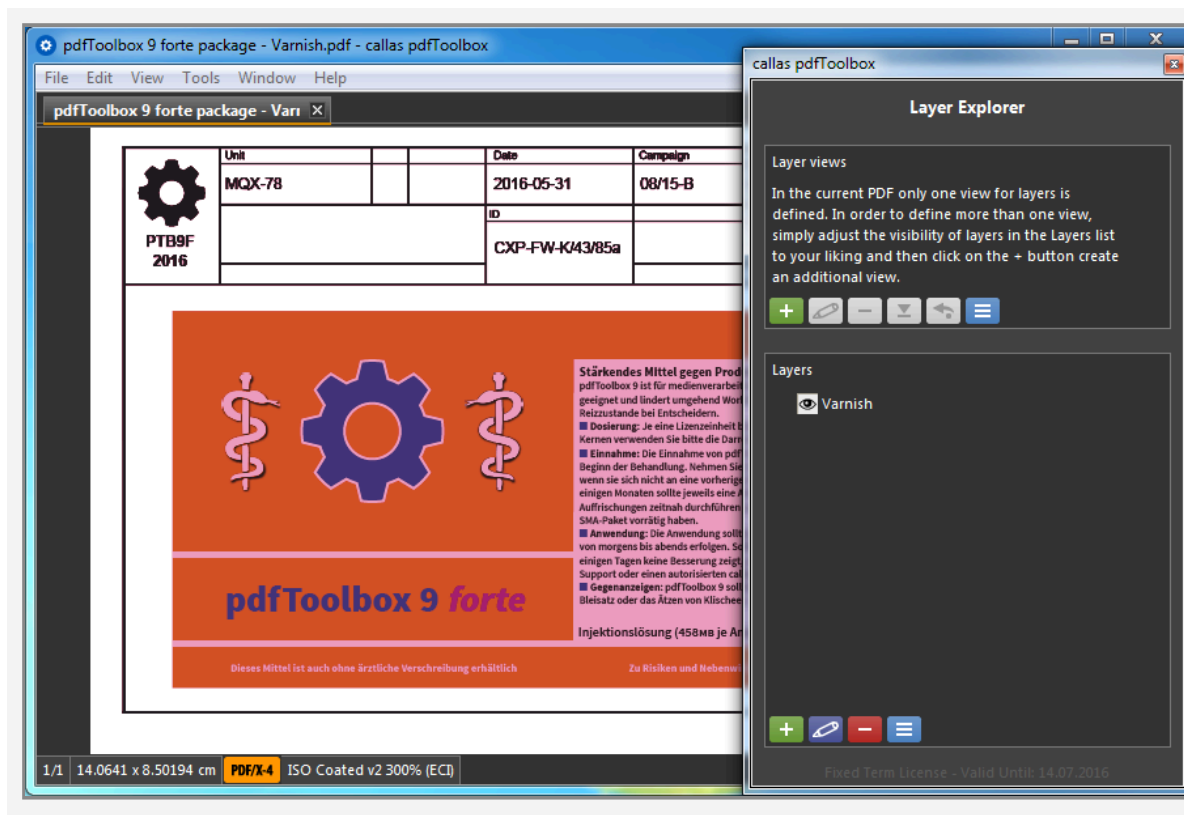 pdfToolbox 9 forte package - Varnish.pdf - callas pdfToolbox
File Edit View Tools Window Help
pdfToolbox 9 forte package - Varı
Unit
Date
Campaign
MQX-78
2016-05-31
08/15-B
ID
CXP-FW-K/43/85a
PTB9F
2016
Stärkendes Mittel gegen Prod
pdfToolbox 9 ist für medienverarbeit
geeignet und lindert umgehend Wor
Reizzustande bei Entscheidern.
Dosierung: Je eine Lizenzeinheit b
Kernen verwenden Sie bitte die Darr
Einnahme: Die Einnahme von pdf
Beginn der Behandlung. Nehmen Sie
wenn sie sich nicht an eine vorherige
einigen Monaten sollte jeweils eine A
Auffrischungen zeitnah durchführen
SMA-Paket vorrätig haben.
Anwendung: Die Anwendung sollt
von morgens bis abends erfolgen. So
einigen Tagen keine Besserung zeigt
Support oder einen autorisierten cal
Gegenanzeigen: pdfToolbox 9 soll
Bleisatz oder das Ätzen von Klischee
Injektionslösung (458MB je Am
pdfToolbox 9 forte
Dieses Mittel ist auch ohne ärztliche Verschreibung erhältlich
Zu Risiken und Nebenwi
1/1 14.0641 x 8.50194 cm PDF/X-4 ISO Coated v2 300% (ECI)
callas pdfToolbox
Layer Explorer
Layer views
In the current PDF only one view for layers is
defined. In order to define more than one view,
simply adjust the visibility of layers in the Layers list
to your liking and then click on the + button create
an additional view.
Layers
Varnish
Fixed Term License - Valid Until: 14.07.2016